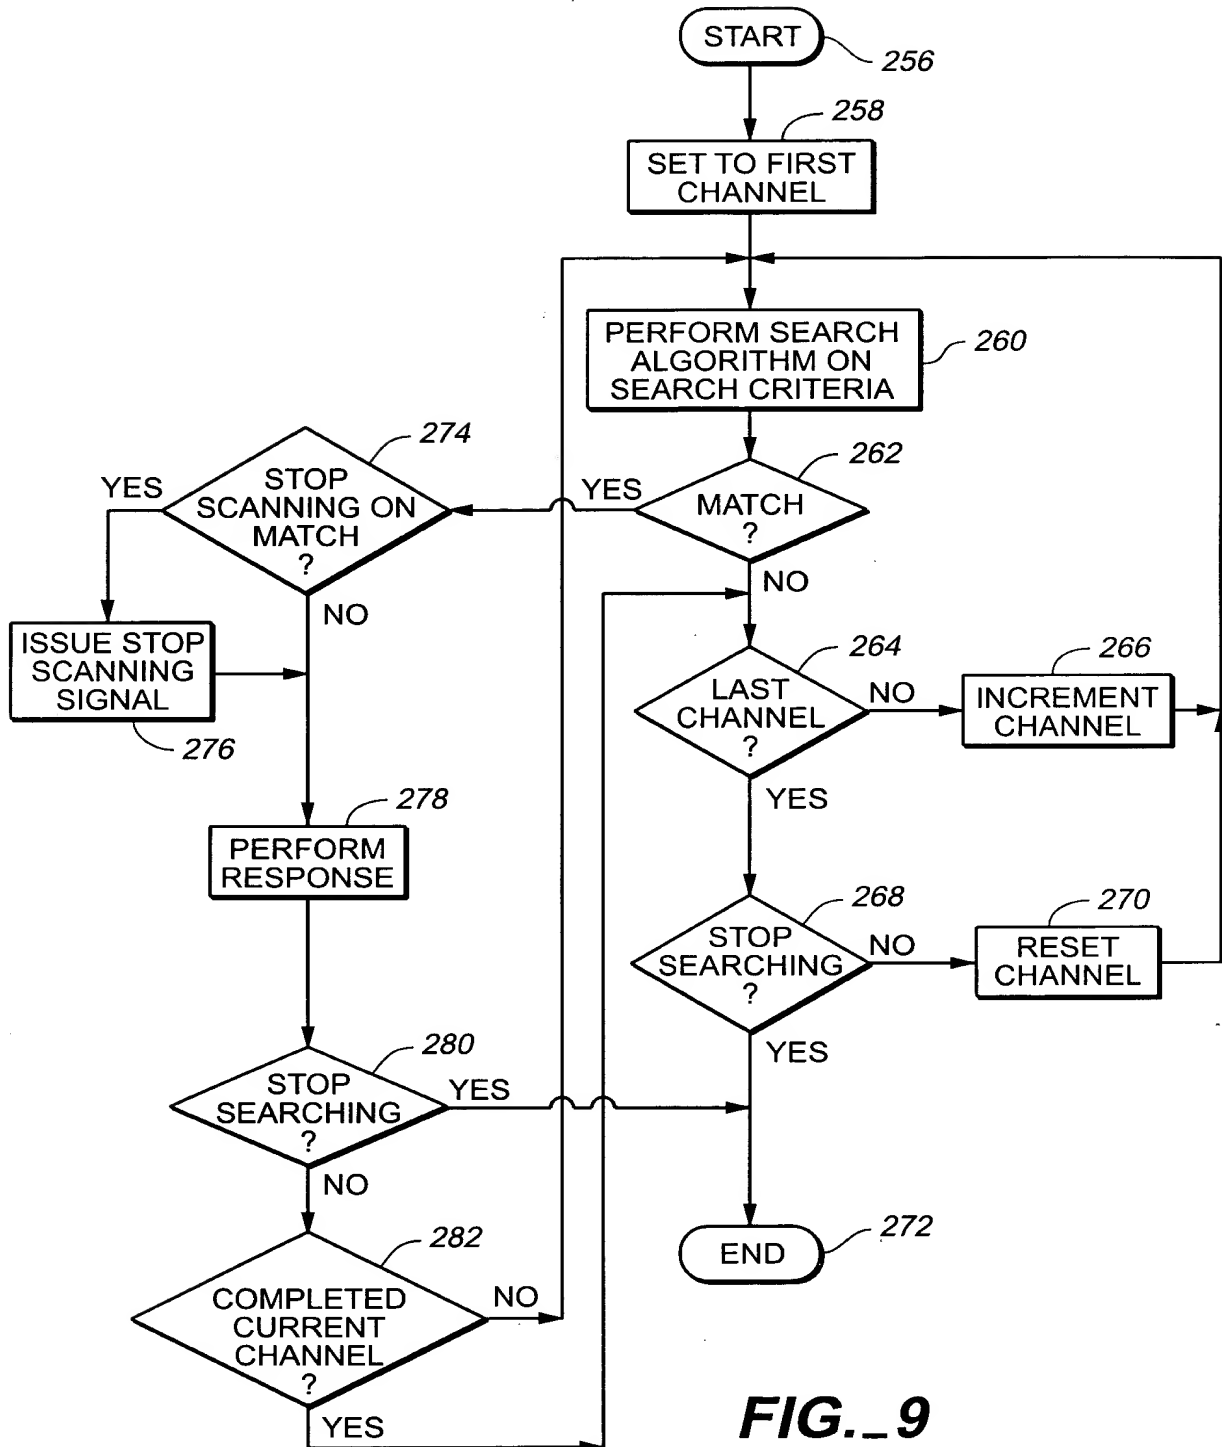 START
256
258
SET TO FIRST
CHANNEL
PERFORM SEARCH
ALGORITHM ON
SEARCH CRITERIA
260
274
STOP
SCANNING ON
MATCH
?
YES
NO
262
MATCH
?
YES
NO
ISSUE STOP
SCANNING
SIGNAL
276
264
LAST
CHANNEL
?
NO
YES
266
INCREMENT
CHANNEL
278
PERFORM
RESPONSE
268
STOP
SEARCHING
?
NO
YES
270
RESET
CHANNEL
280
STOP
SEARCHING
?
YES
NO
END
272
282
COMPLETED
CURRENT
CHANNEL
?
NO
YES
FIG._9